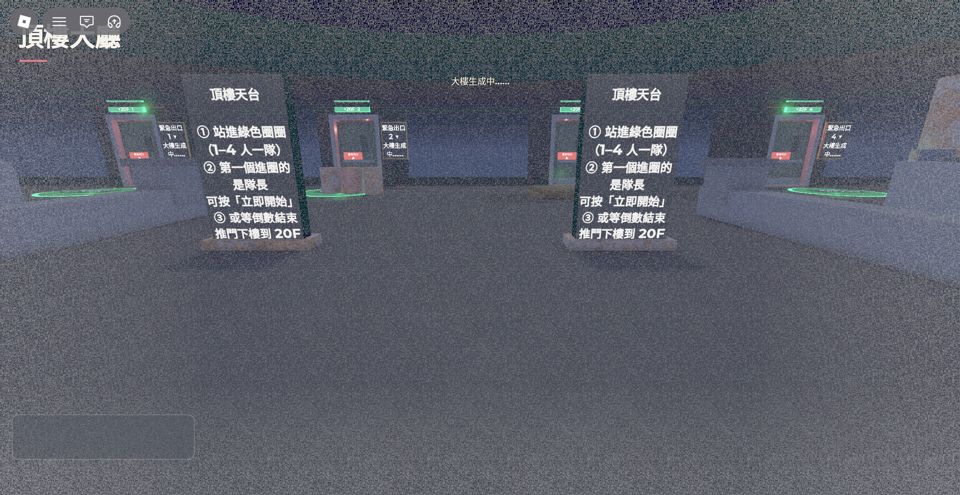 頂樓大廳
大樓生成中......
頂樓天台
① 站進綠色圈圈
（1–4 人一隊）
② 第一個進圈的
是隊長
可按「立即開始」
③ 或等倒數結束
推門下樓到 20F
頂樓天台
① 站進綠色圈圈
（1–4 人一隊）
② 第一個進圈的
是隊長
可按「立即開始」
③ 或等倒數結束
推門下樓到 20F
緊急出口
1 ▼
大樓生成
中......
緊急出口
2 ▼
大樓生成
中......
緊急出口
4 ▼
大樓生成
中......